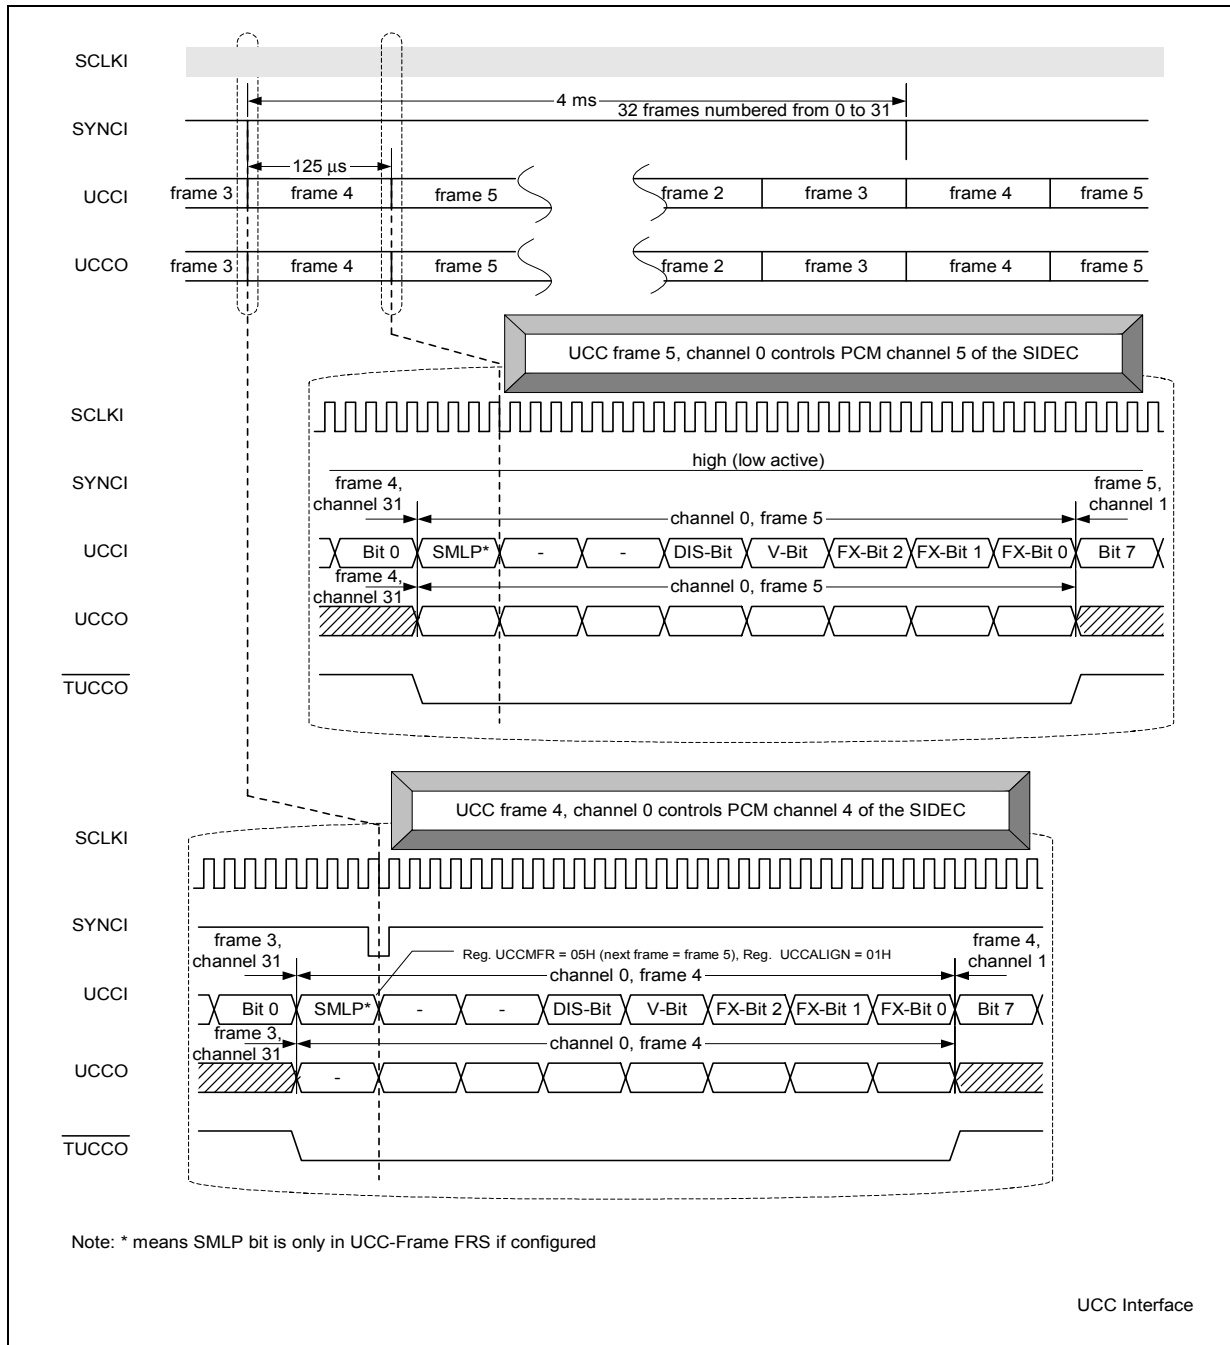 SCLKI
4 ms
32 frames numbered from 0 to 31
SYNCI
125 µs
UCCI
frame 3
frame 4
frame 5
frame 2
frame 3
frame 4
frame 5
UCCO
frame 3
frame 4
frame 5
frame 2
frame 3
frame 4
frame 5
UCC frame 5, channel 0 controls PCM channel 5 of the SIDEC
SCLKI
high (low active)
SYNCI
frame 4,
channel 31
frame 5,
channel 1
channel 0, frame 5
UCCI
Bit 0
SMLP*
-
-
DIS-Bit
V-Bit
FX-Bit 2
FX-Bit 1
FX-Bit 0
Bit 7
frame 4,
channel 31
channel 0, frame 5
UCCO
TUCCO
UCC frame 4, channel 0 controls PCM channel 4 of the SIDEC
SCLKI
SYNCI
frame 3,
channel 31
Reg. UCCMFR = 05H (next frame = frame 5), Reg. UCCALIGN = 01H
frame 4,
channel 1
channel 0, frame 4
UCCI
Bit 0
SMLP*
-
-
DIS-Bit
V-Bit
FX-Bit 2
FX-Bit 1
FX-Bit 0
Bit 7
frame 3,
channel 31
channel 0, frame 4
UCCO
-
TUCCO
Note: * means SMLP bit is only in UCC-Frame FRS if configured
UCC Interface